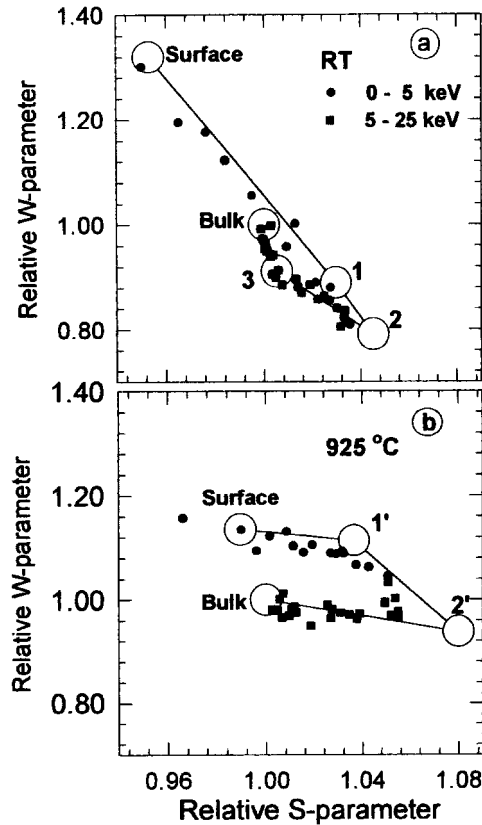 1.40
a
Surface
RT
0 - 5 keV
5 - 25 keV
1.20
Relative W-parameter
1.00
Bulk
3
1
2
0.80
1.40
b
925 °C
1.20
Surface
1'
Relative W-parameter
1.00
Bulk
2'
0.80
0.96 1.00 1.04 1.08
Relative S-parameter